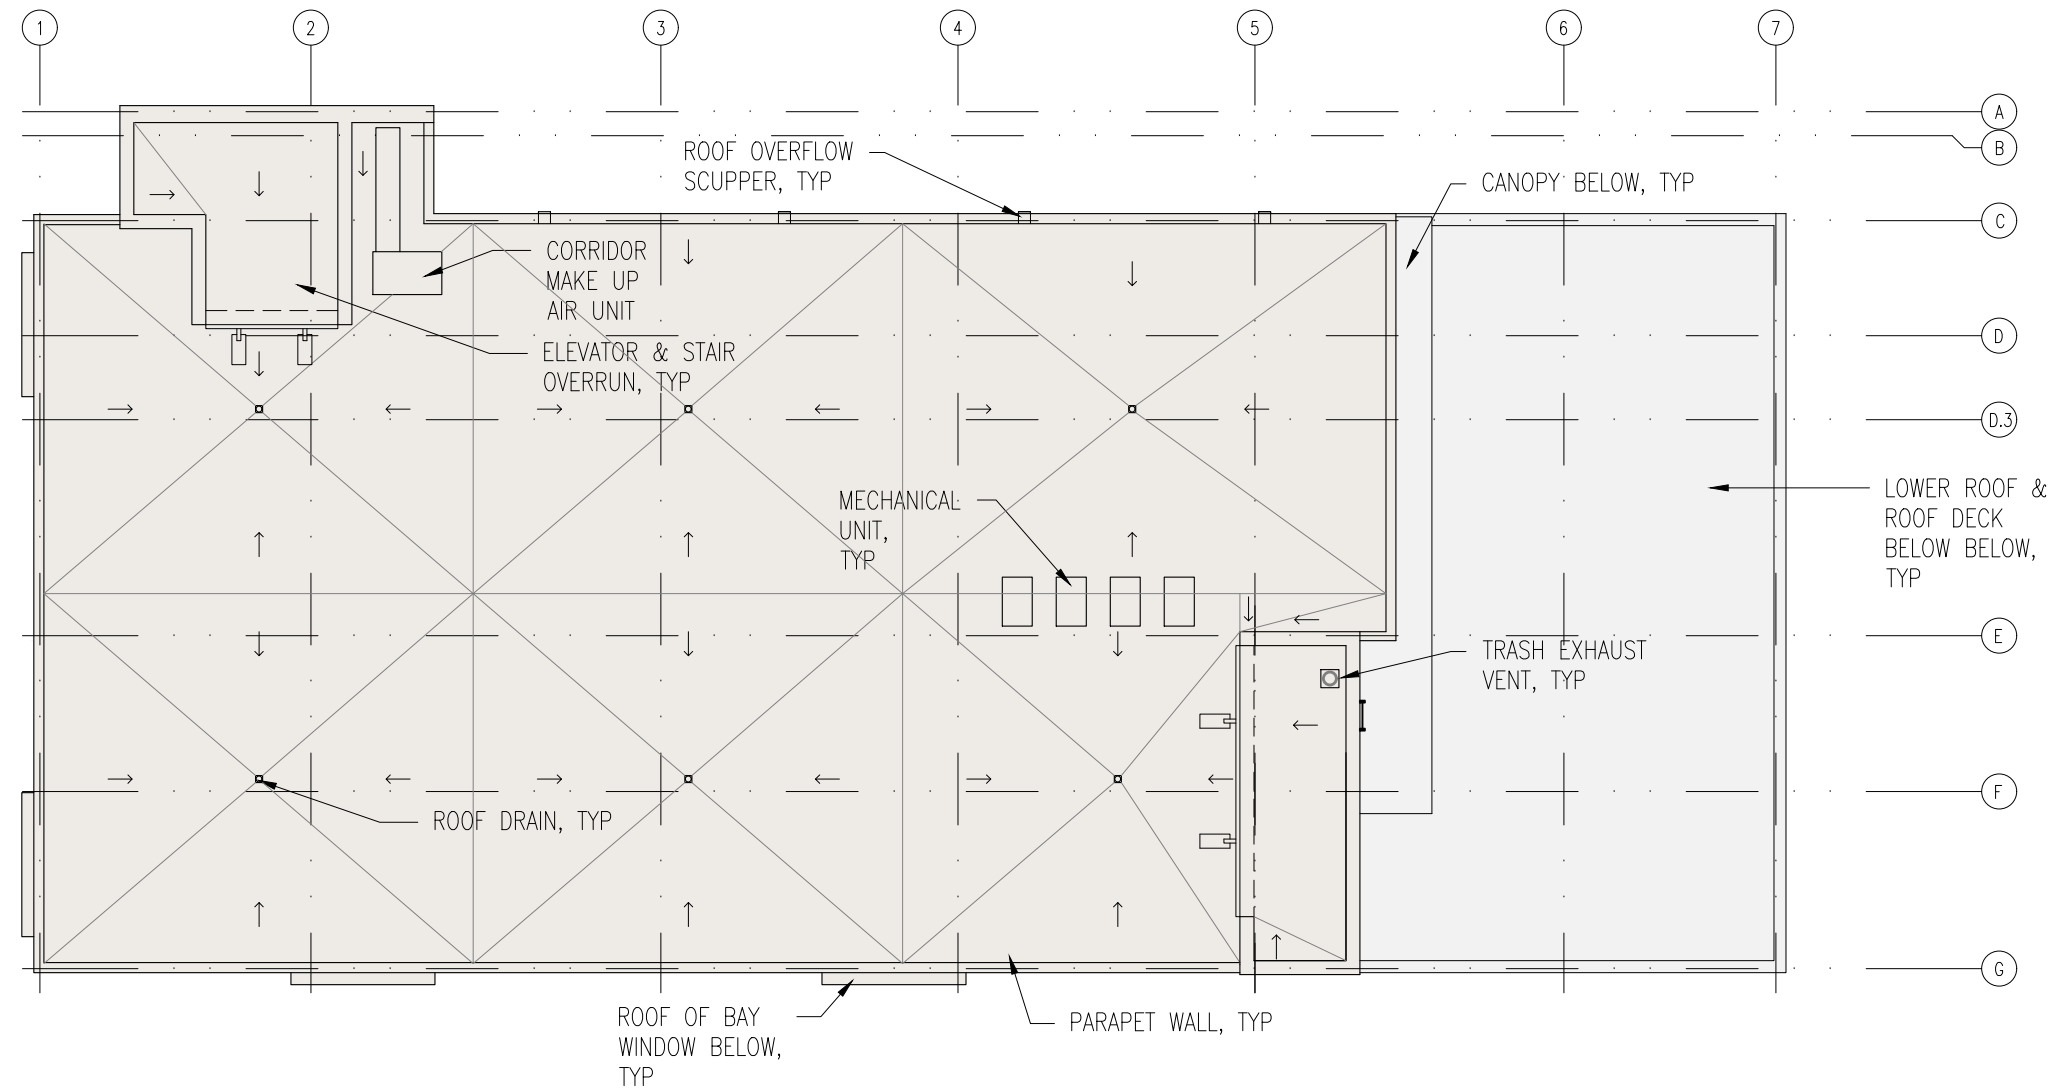 1
2
3
4
5
6
7
A
B
ROOF OVERFLOW
SCUPPER, TYP
CANOPY BELOW, TYP
C
CORRIDOR
MAKE UP
AIR UNIT
D
ELEVATOR & STAIR
OVERRUN, TYP
D.3
MECHANICAL
UNIT,
TYP
LOWER ROOF &
ROOF DECK
BELOW BELOW,
TYP
E
TRASH EXHAUST
VENT, TYP
F
ROOF DRAIN, TYP
G
ROOF OF BAY
WINDOW BELOW,
TYP
PARAPET WALL, TYP